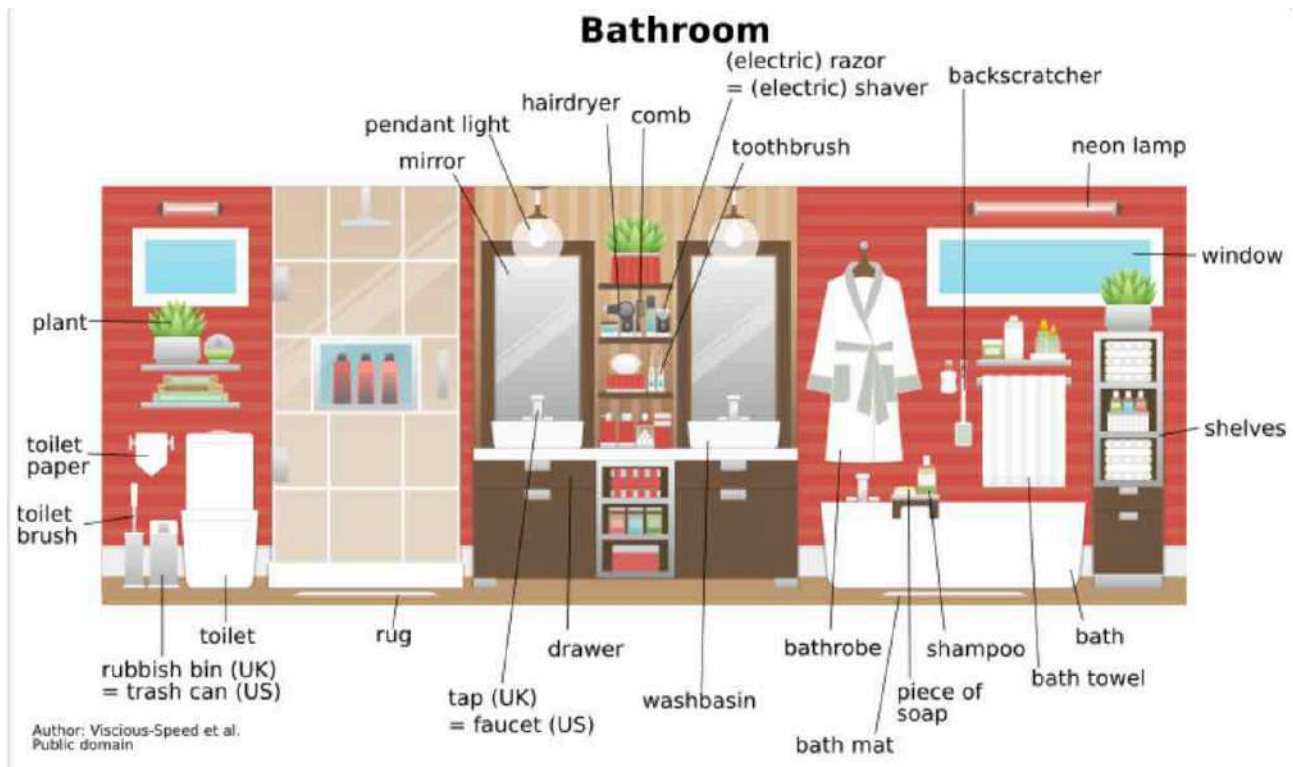 Bathroom
(electric) razor
= (electric) shaver
backscratcher
hairdryer
comb
pendant light
toothbrush
neon lamp
mirror
window
plant
shelves
toilet
paper
toilet
brush
toilet
rug
drawer
bathrobe
shampoo
bath
rubbish bin (UK)
= trash can (US)
tap (UK)
= faucet (US)
washbasin
piece of
soap
bath towel
bath mat
Author: Viscious-Speed et al.
Public domain